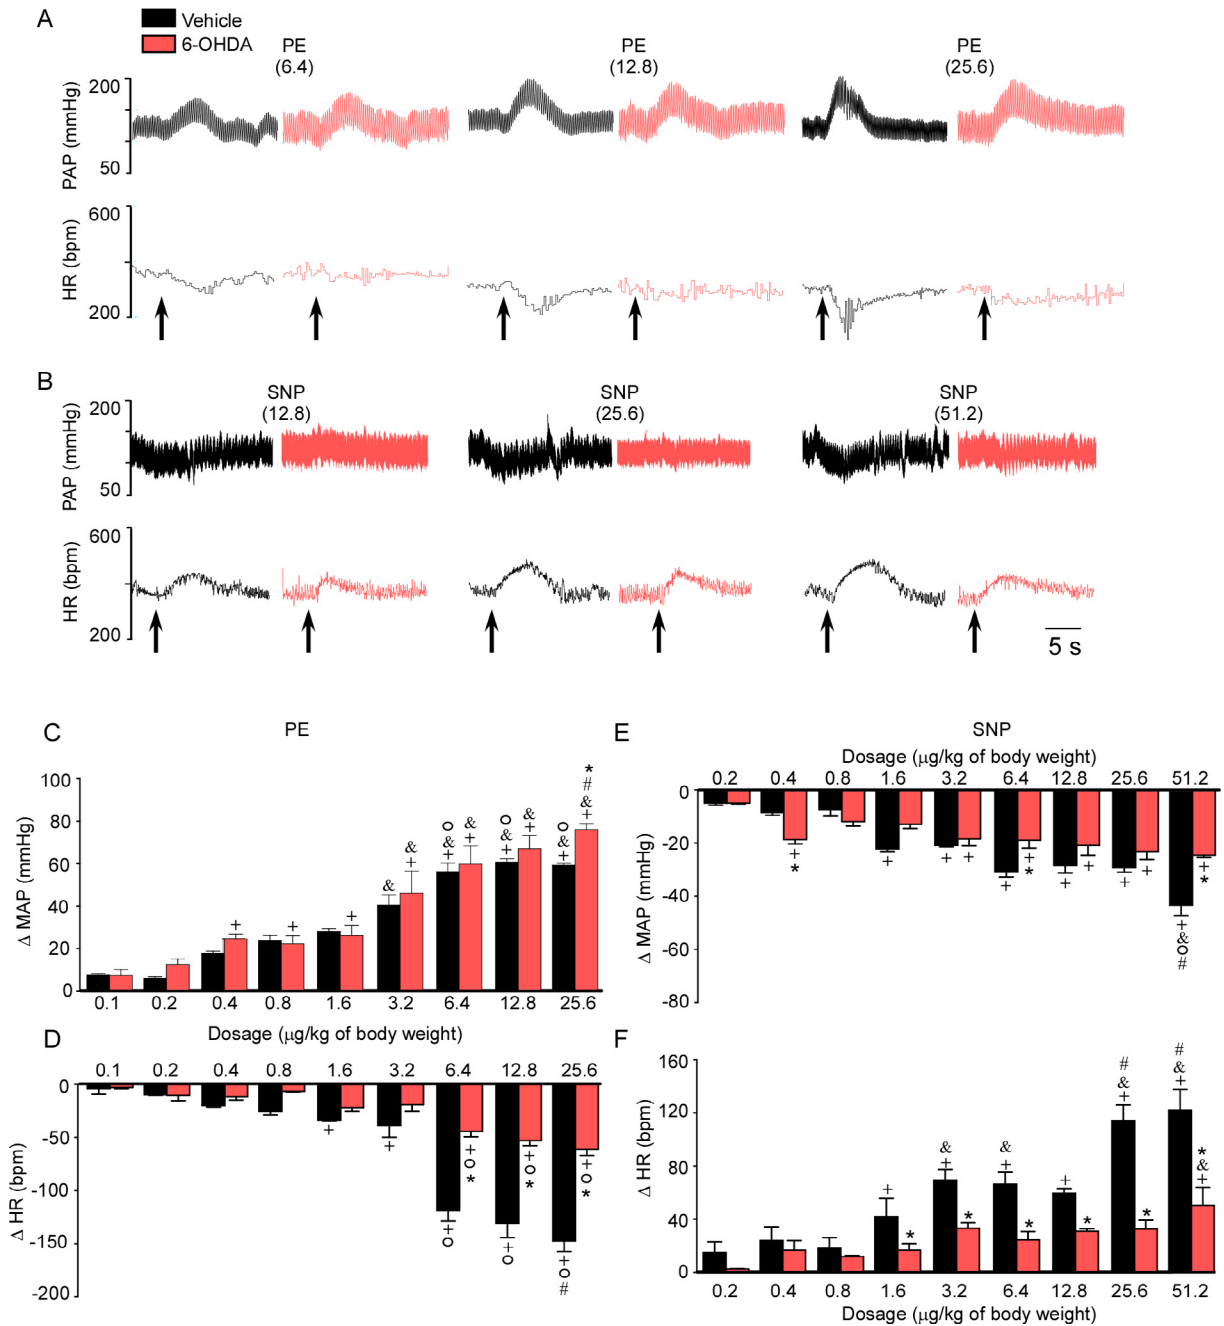 A
Vehicle
6-OHDA
PE
(6.4)
PE
(12.8)
PE
(25.6)
PAP (mmHg)
200
50
HR (bpm)
600
200
B
SNP
(12.8)
SNP
(25.6)
SNP
(51.2)
PAP (mmHg)
200
50
HR (bpm)
600
200
5 s
C
PE
Δ MAP (mmHg)
100
80
60
40
20
0
+
+
+
&
&
+
o
&
+
&
+
o
&
+
&
+
o
&
+
*
#
&
+
0.1 0.2 0.4 0.8 1.6 3.2 6.4 12.8 25.6
Dosage (μg/kg of body weight)
D
0.1 0.2 0.4 0.8 1.6 3.2 6.4 12.8 25.6
Δ HR (bpm)
0
-50
-100
-150
-200
+
+
+
o
+
o
*
+
o
+
o
*
+
o
#
+
o
*
E
SNP
Dosage (μg/kg of body weight)
0.2 0.4 0.8 1.6 3.2 6.4 12.8 25.6 51.2
Δ MAP (mmHg)
0
-20
-40
-60
-80
+
*
+
+
+
+
+
*
+
+
+
+
+
&
o
#
+
*
F
Δ HR (bpm)
160
120
80
40
0
+
*
&
+
*
&
+
*
+
*
#
&
+
*
#
&
+
*
&
+
0.2 0.4 0.8 1.6 3.2 6.4 12.8 25.6 51.2
Dosage (μg/kg of body weight)